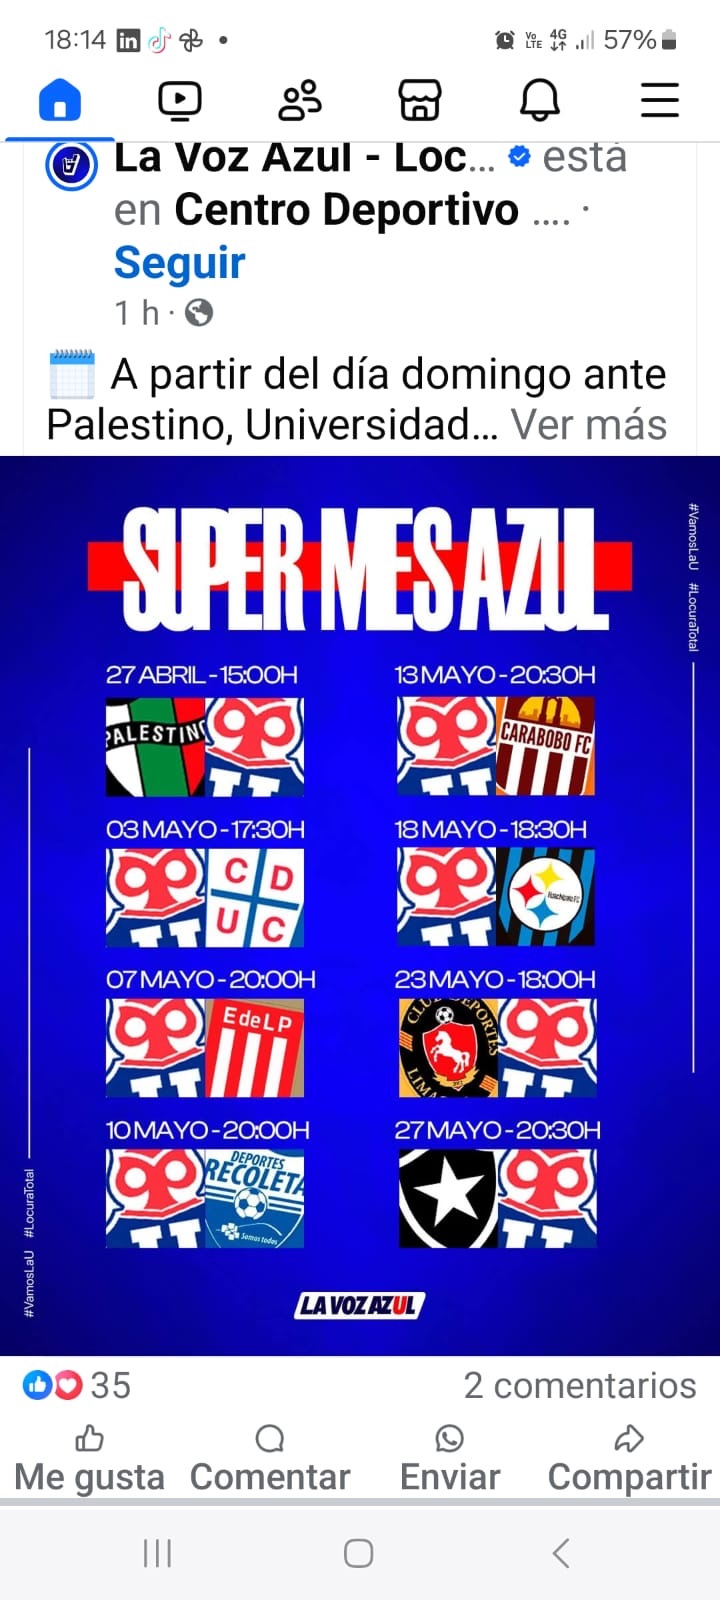 18:14
Vo
LTE
4G
57%
La Voz Azul - Loc... está
en Centro Deportivo .... ·
Seguir
1 h ·
A partir del día domingo ante
Palestino, Universidad... Ver más
SUPER MES AZUL
#VamosLaU #LocuraTotal
27 ABRIL - 15:00H
PALESTINO
13 MAYO - 20:30H
CARABOBO FC
03 MAYO - 17:30H
C D
U C
18 MAYO - 18:30H
Huachipato FC
07 MAYO - 20:00H
E de L P
23 MAYO - 18:00H
CLUB DEPORTES
LIMA
10 MAYO - 20:00H
DEPORTES
RECOLETA
Somos todos
27 MAYO - 20:30H
#VamosLaU #LocuraTotal
LA VOZ AZUL
35
2 comentarios
Me gusta Comentar Enviar Compartir